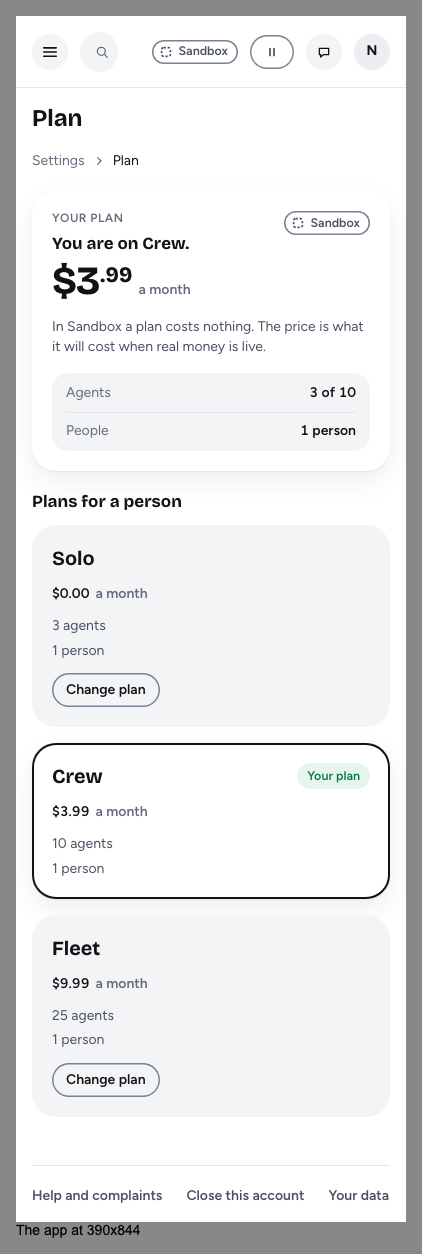 Sandbox
N
Plan
Settings > Plan
YOUR PLAN
Sandbox
You are on Crew.
$3.99 a month
In Sandbox a plan costs nothing. The price is what
it will cost when real money is live.
Agents 3 of 10
People 1 person
Plans for a person
Solo
$0.00 a month
3 agents
1 person
Change plan
Crew
Your plan
$3.99 a month
10 agents
1 person
Fleet
$9.99 a month
25 agents
1 person
Change plan
Help and complaints Close this account Your data
The app at 390x844